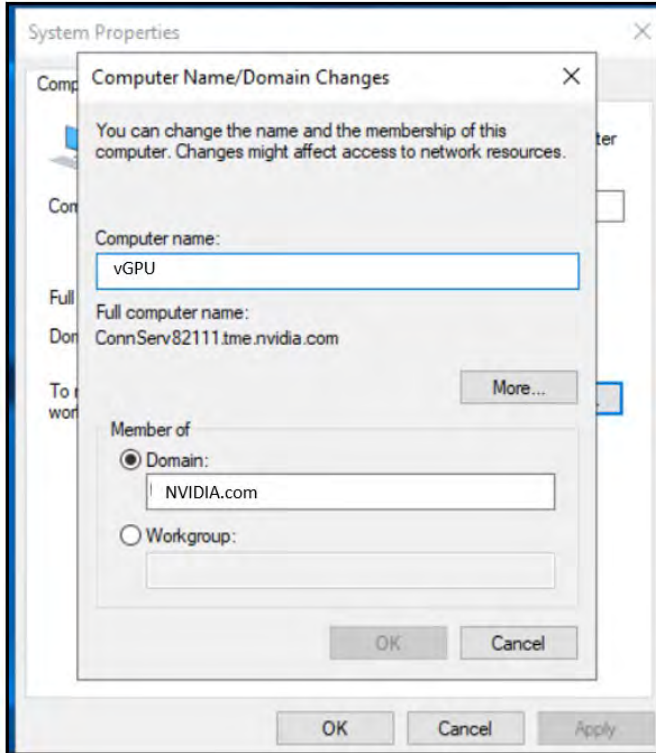 System Properties
Computer Name/Domain Changes
You can change the name and the membership of this
computer. Changes might affect access to network resources.
Computer name:
vGPU
Full computer name:
ConnServ82111.tme.nvidia.com
More...
Member of
Domain:
NVIDIA.com
Workgroup:
OK
Cancel
Comp
ter
Com
Full
Dom
To r
wor
OK
Cancel
Apply